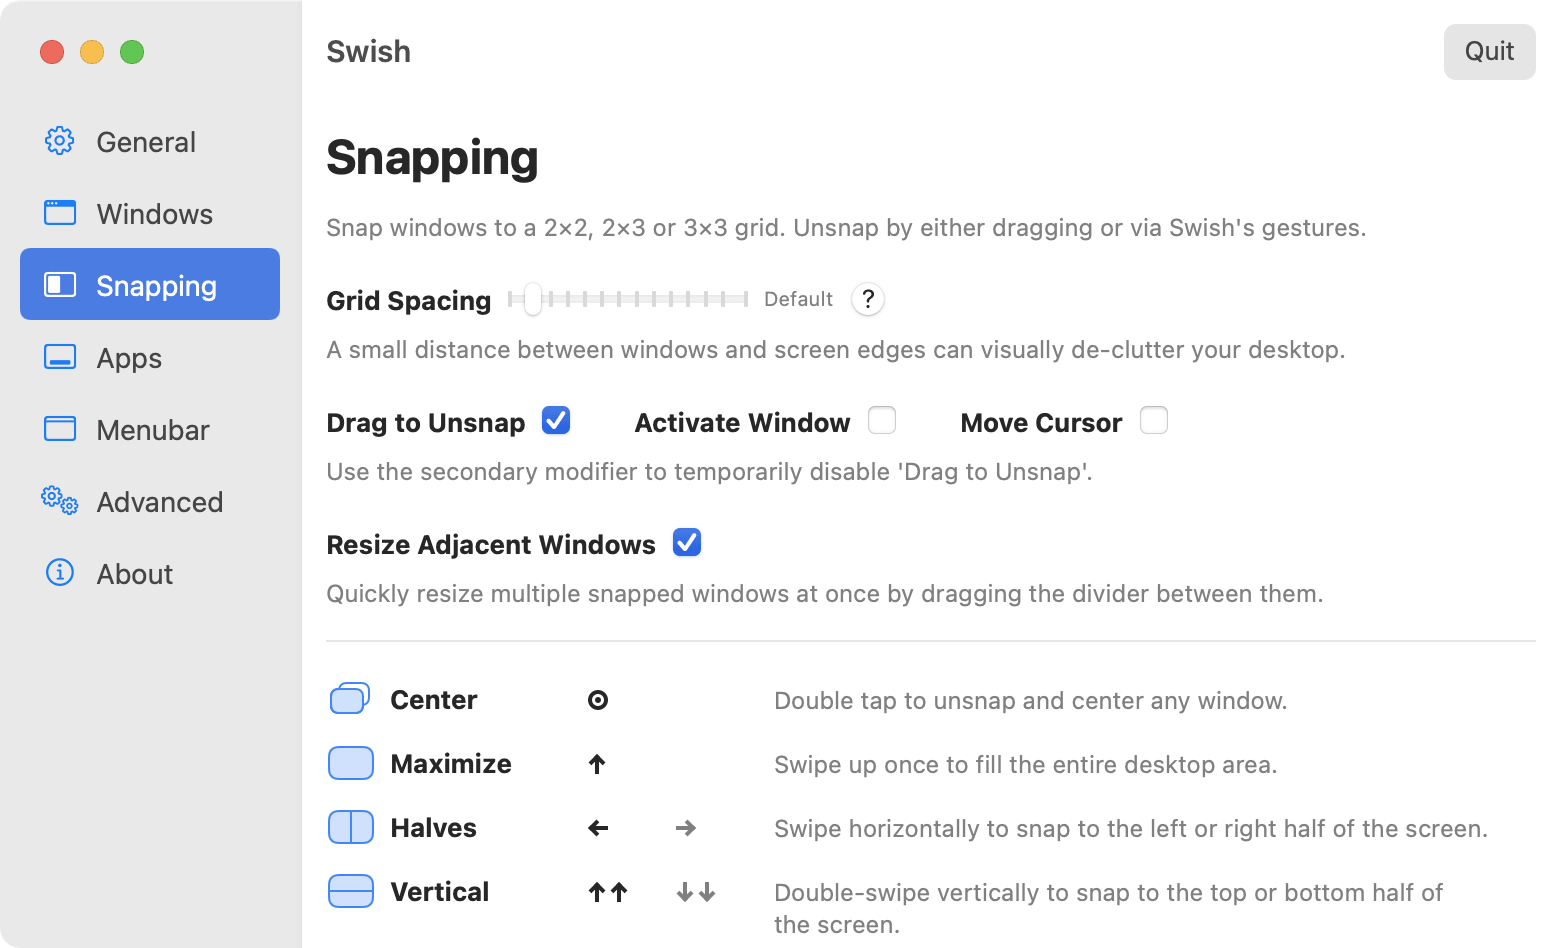 Swish
Quit
General
Windows
Snapping
Apps
Menubar
Advanced
About
Snapping
Snap windows to a 2×2, 2×3 or 3×3 grid. Unsnap by either dragging or via Swish's gestures.
Grid Spacing Default ?
A small distance between windows and screen edges can visually de-clutter your desktop.
Drag to Unsnap Activate Window Move Cursor
Use the secondary modifier to temporarily disable 'Drag to Unsnap'.
Resize Adjacent Windows
Quickly resize multiple snapped windows at once by dragging the divider between them.
Center Double tap to unsnap and center any window.
Maximize ↑ Swipe up once to fill the entire desktop area.
Halves ← → Swipe horizontally to snap to the left or right half of the screen.
Vertical ↑↑ ↓↓ Double-swipe vertically to snap to the top or bottom half of
the screen.